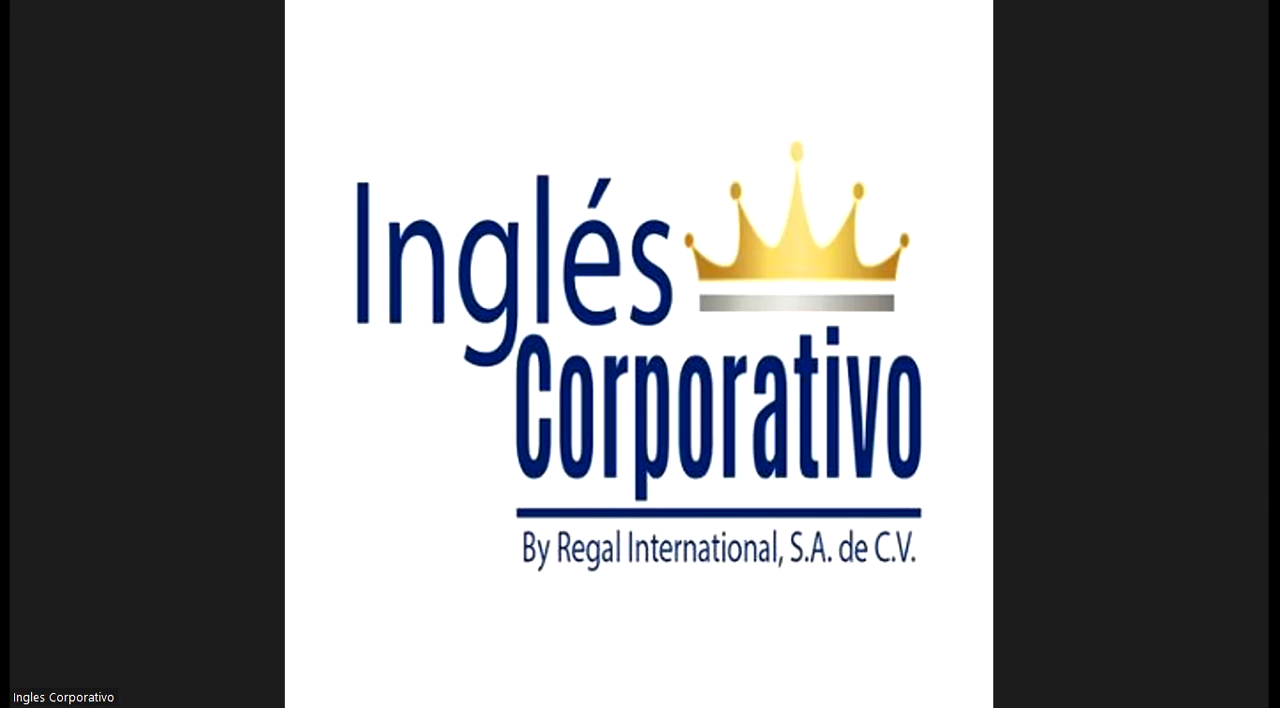 Inglés
Corporativo
By Regal International, S.A. de C.V.
Ingles Corporativo